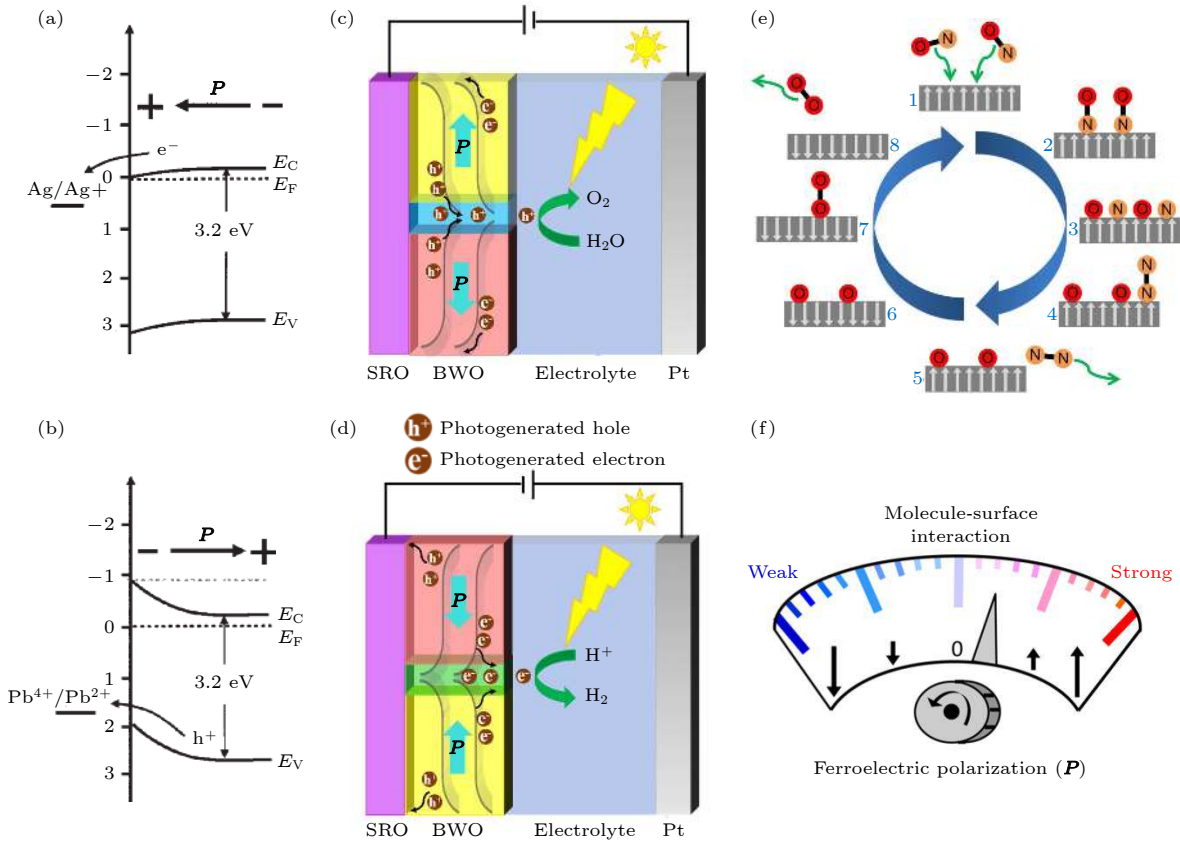 (a)
−2
−1
0
1
2
3
+
P
−
e−
Ag/Ag+
EC
EF
3.2 eV
EV
(b)
−2
−1
0
1
2
3
−
P
+
EC
EF
3.2 eV
Pb4+/Pb2+
h+
EV
(c)
P
e−
e−
h+
h+
h+
h+
h+
h+
h+
P
e−
e−
O2
H2O
SRO
BWO
Electrolyte
Pt
(d)
h+ Photogenerated hole
e− Photogenerated electron
h+
h+
P
e−
e−
e−
e−
e−
e−
e−
P
h+
h+
H+
H2
SRO
BWO
Electrolyte
Pt
(e)
O N
O N
1
O O
N N
2
O N O N
3
O O N N
4
O O N N
5
O O
6
O O
7
8
O O
(f)
Molecule-surface
interaction
Weak
Strong
0
Ferroelectric polarization (P)